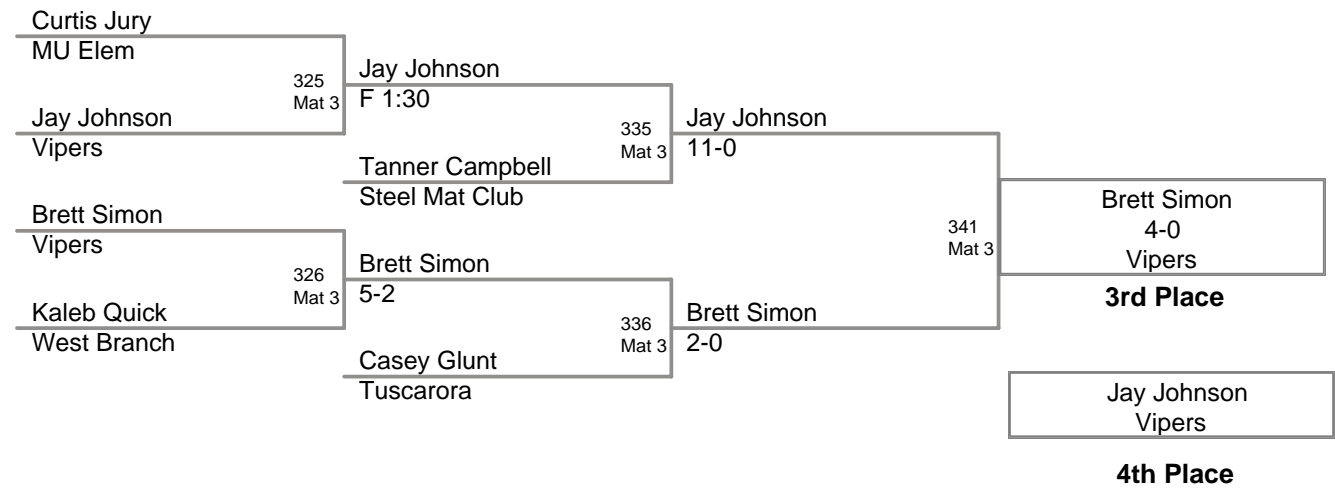 Curtis Jury
MU Elem
325
Mat 3
Jay Johnson
Vipers
Jay Johnson
F 1:30
335
Mat 3
Tanner Campbell
Steel Mat Club
Jay Johnson
11-0
Brett Simon
Vipers
326
Mat 3
Kaleb Quick
West Branch
Brett Simon
5-2
336
Mat 3
Casey Glunt
Tuscarora
Brett Simon
2-0
341
Mat 3
Brett Simon
4-0
Vipers
3rd Place
Jay Johnson
Vipers
4th Place